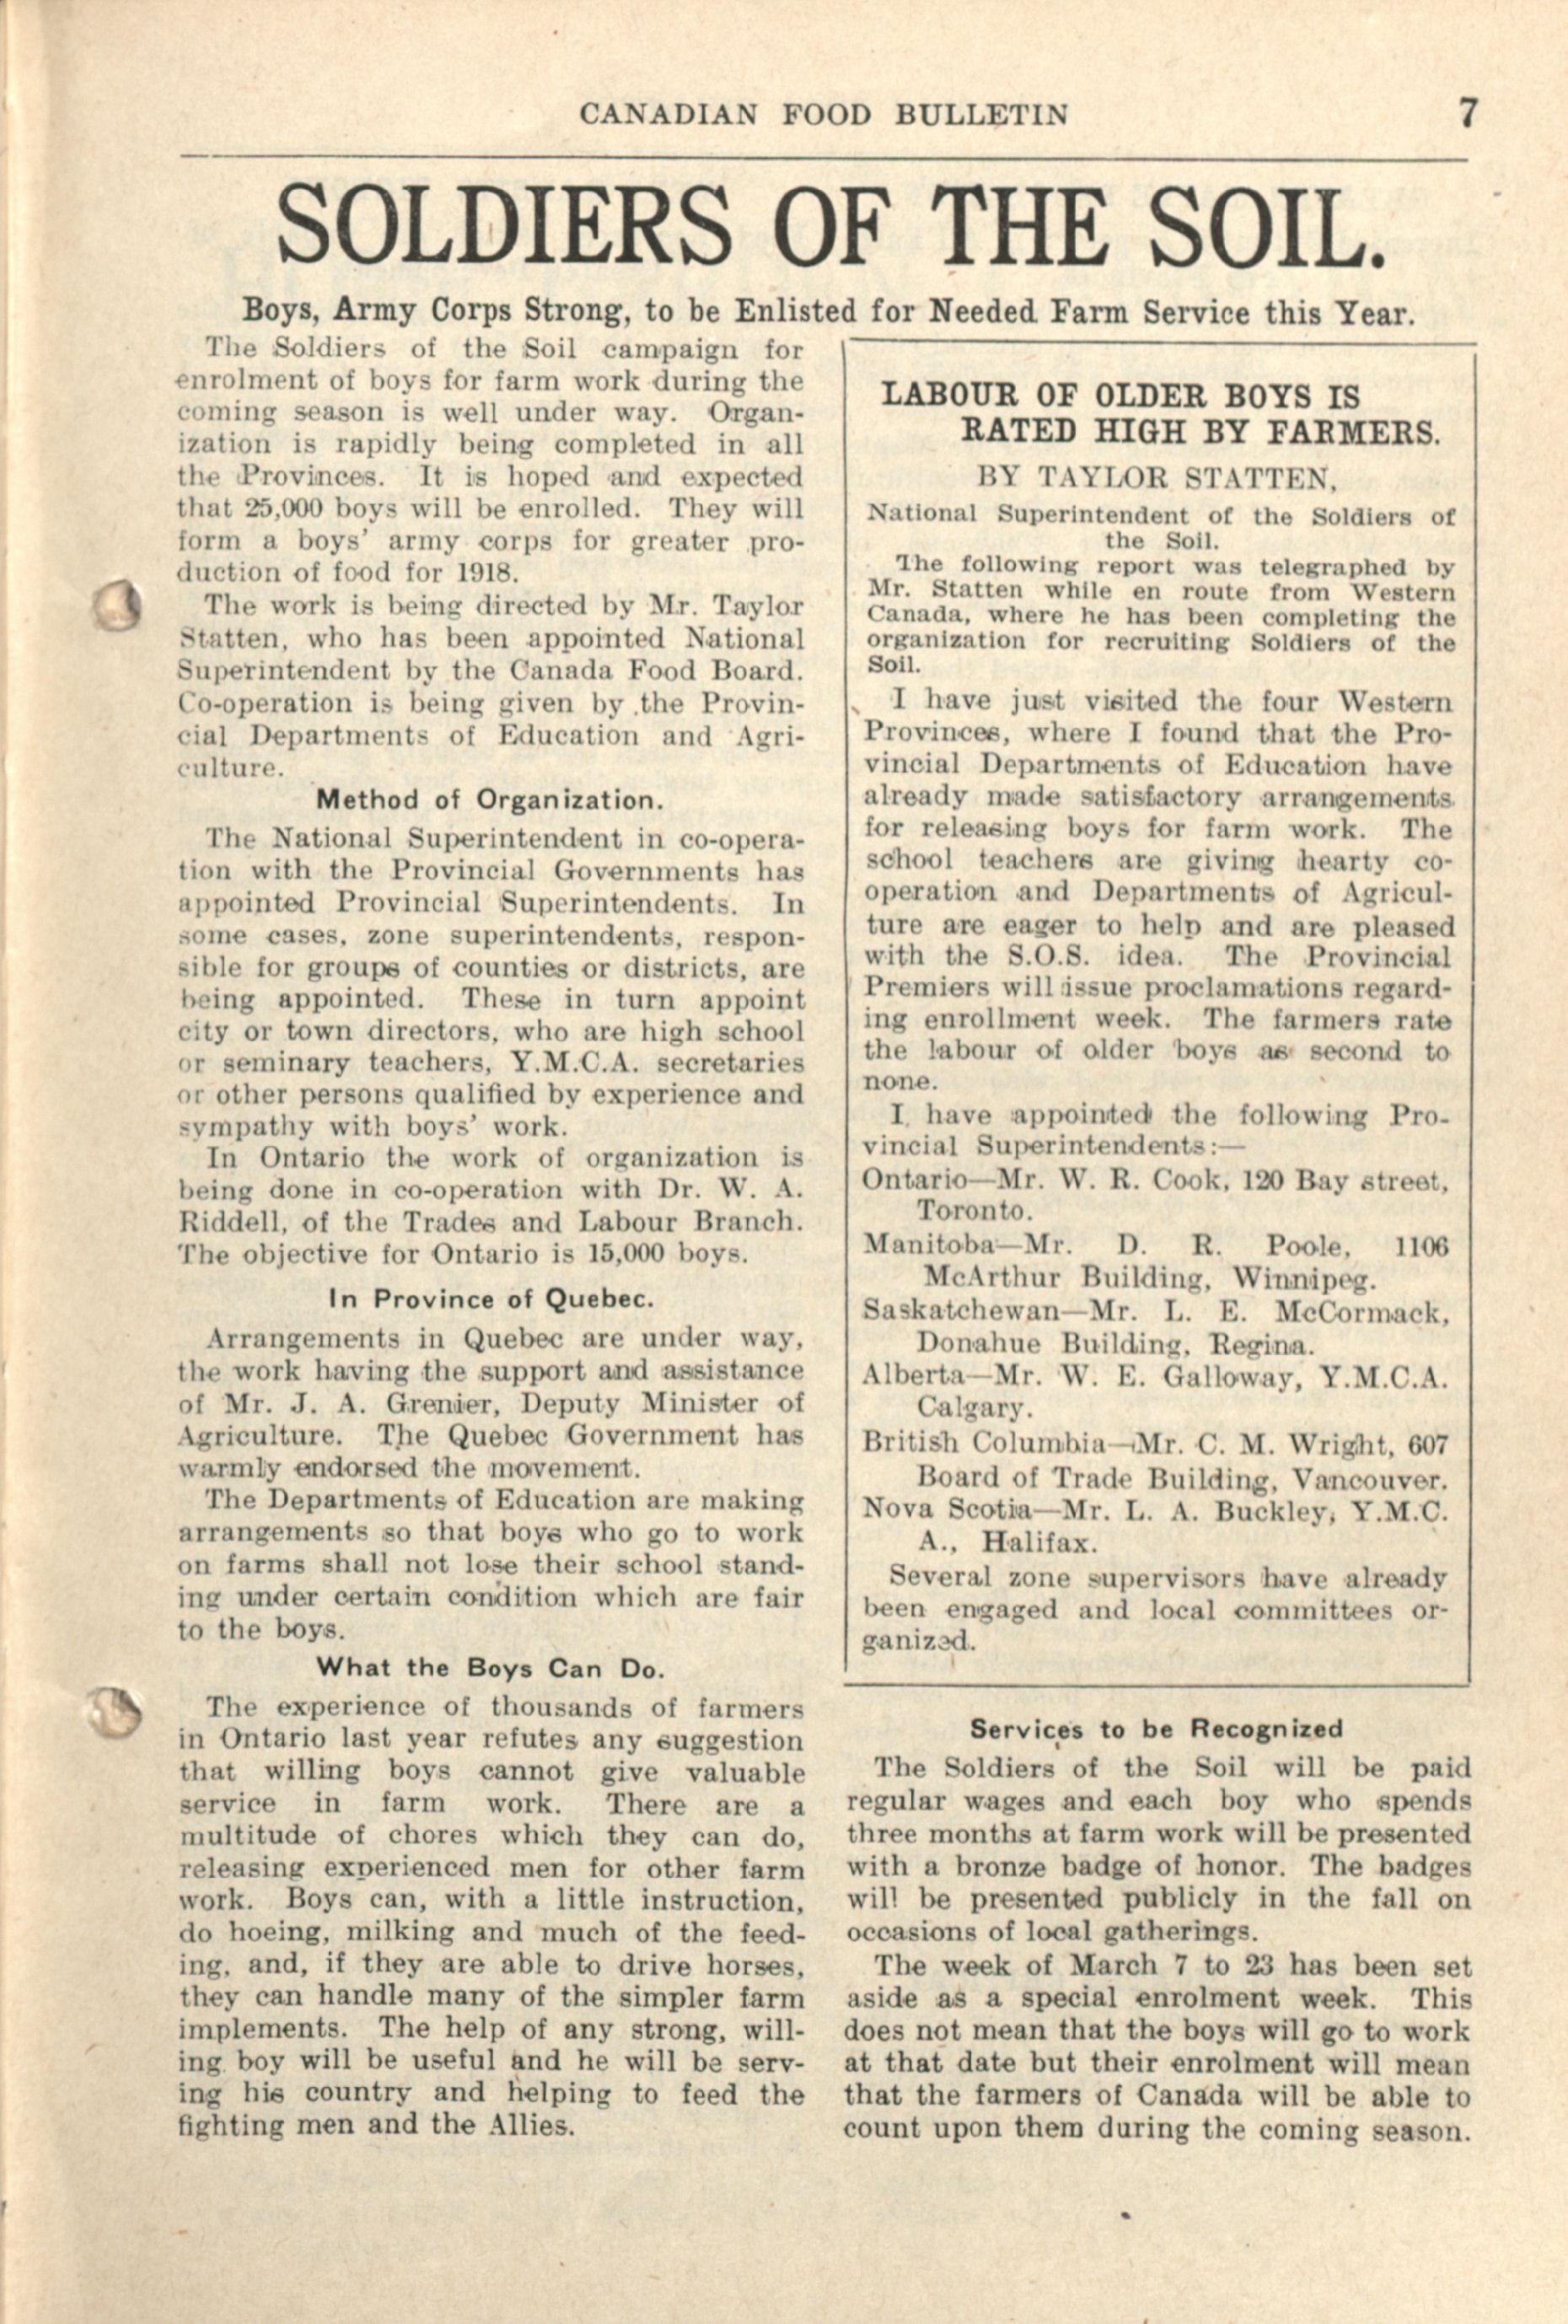 CANADIAN FOOD BULLETIN 7
SOLDIERS OF THE SOIL.
Boys, Army Corps Strong, to be Enlisted for Needed Farm Service this Year.
The Soldiers of the Soil campaign for
enrolment of boys for farm work during the
coming season is well under way. Organ-
ization is rapidly being completed in all
the Provinces. It is hoped and expected
that 25,000 boys will be enrolled. They will
form a boys' army corps for greater pro-
duction of food for 1918.
The work is being directed by Mr. Taylor
Statten, who has been appointed National
Superintendent by the Canada Food Board.
Co-operation is being given by the Provin-
cial Departments of Education and Agri-
culture.
Method of Organization.
The National Superintendent in co-opera-
tion with the Provincial Governments has
appointed Provincial Superintendents. In
some cases, zone superintendents, respon-
sible for groups of counties or districts, are
being appointed. These in turn appoint
city or town directors, who are high school
or seminary teachers, Y.M.C.A. secretaries
or other persons qualified by experience and
sympathy with boys' work.
In Ontario the work of organization is
being done in co-operation with Dr. W. A.
Riddell, of the Trades and Labour Branch.
The objective for Ontario is 15,000 boys.
In Province of Quebec.
Arrangements in Quebec are under way,
the work having the support and assistance
of Mr. J. A. Grenier, Deputy Minister of
Agriculture. The Quebec Government has
warmly endorsed the movement.
The Departments of Education are making
arrangements so that boys who go to work
on farms shall not lose their school stand-
ing under certain condition which are fair
to the boys.
What the Boys Can Do.
The experience of thousands of farmers
in Ontario last year refutes any suggestion
that willing boys cannot give valuable
service in farm work. There are a
multitude of chores which they can do,
releasing experienced men for other farm
work. Boys can, with a little instruction,
do hoeing, milking and much of the feed-
ing, and, if they are able to drive horses,
they can handle many of the simpler farm
implements. The help of any strong, will-
ing boy will be useful and he will be serv-
ing his country and helping to feed the
fighting men and the Allies.
LABOUR OF OLDER BOYS IS
RATED HIGH BY FARMERS.
BY TAYLOR STATTEN,
National Superintendent of the Soldiers of
the Soil.
The following report was telegraphed by
Mr. Statten while en route from Western
Canada, where he has been completing the
organization for recruiting Soldiers of the
Soil.
I have just visited the four Western
Provinces, where I found that the Pro-
vincial Departments of Education have
already made satisfactory arrangements
for releasing boys for farm work. The
school teachers are giving hearty co-
operation and Departments of Agricul-
ture are eager to help and are pleased
with the S.O.S. idea. The Provincial
Premiers will issue proclamations regard-
ing enrollment week. The farmers rate
the labour of older boys as second to
none.
I have appointed the following Pro-
vincial Superintendents:—
Ontario—Mr. W. R. Cook, 120 Bay street,
Toronto.
Manitoba—Mr. D. R. Poole, 1106
McArthur Building, Winnipeg.
Saskatchewan—Mr. L. E. McCormack,
Donahue Building, Regina.
Alberta—Mr. W. E. Galloway, Y.M.C.A.
Calgary.
British Columbia—Mr. C. M. Wright, 607
Board of Trade Building, Vancouver.
Nova Scotia—Mr. L. A. Buckley, Y.M.C.
A., Halifax.
Several zone supervisors have already
been engaged and local committees or-
ganized.
Services to be Recognized
The Soldiers of the Soil will be paid
regular wages and each boy who spends
three months at farm work will be presented
with a bronze badge of honor. The badges
will be presented publicly in the fall on
occasions of local gatherings.
The week of March 7 to 23 has been set
aside as a special enrolment week. This
does not mean that the boys will go to work
at that date but their enrolment will mean
that the farmers of Canada will be able to
count upon them during the coming season.